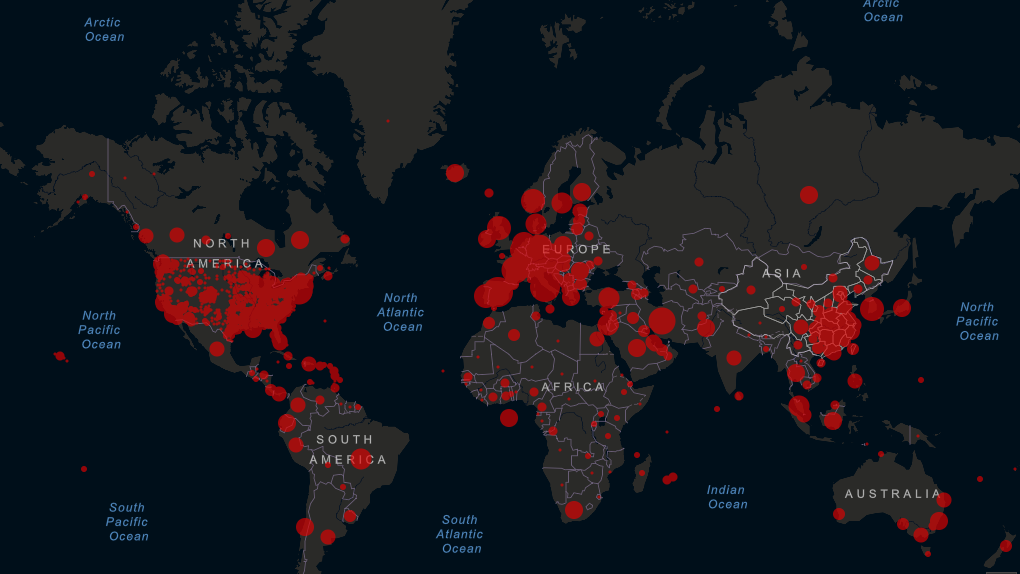 Arctic
Ocean
Arctic
Ocean
NORTH
AMERICA
EUROPE
ASIA
North
Pacific
Ocean
North
Atlantic
Ocean
North
Pacific
Ocean
AFRICA
SOUTH
AMERICA
South
Pacific
Ocean
South
Atlantic
Ocean
Indian
Ocean
AUSTRALIA